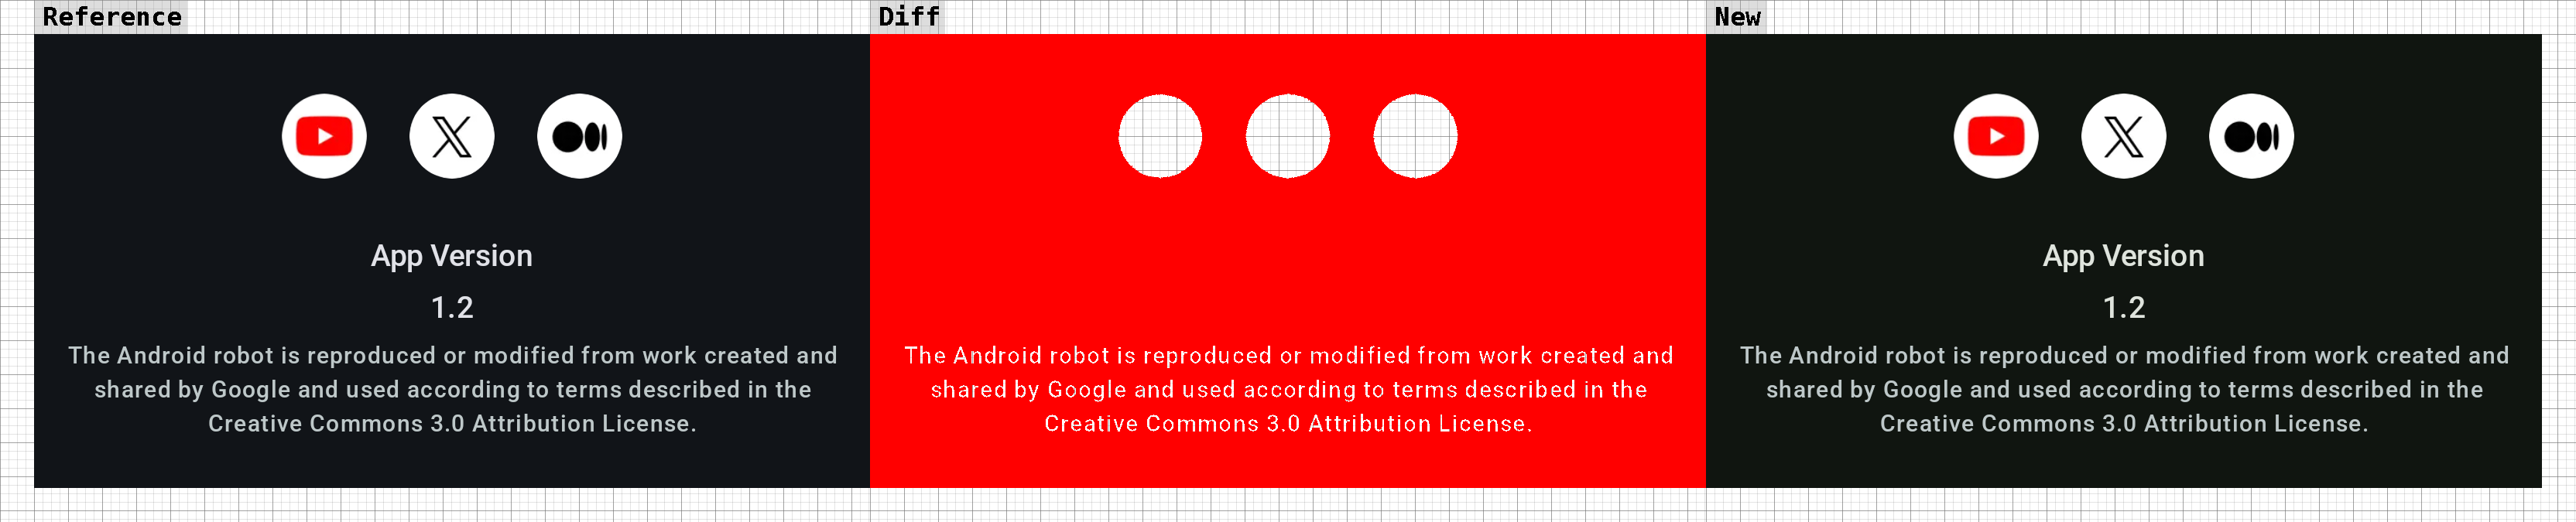 Reference
Diff
New
App Version
1.2
The Android robot is reproduced or modified from work created and
shared by Google and used according to terms described in the
Creative Commons 3.0 Attribution License.
The Android robot is reproduced or modified from work created and
shared by Google and used according to terms described in the
Creative Commons 3.0 Attribution License.
App Version
1.2
The Android robot is reproduced or modified from work created and
shared by Google and used according to terms described in the
Creative Commons 3.0 Attribution License.